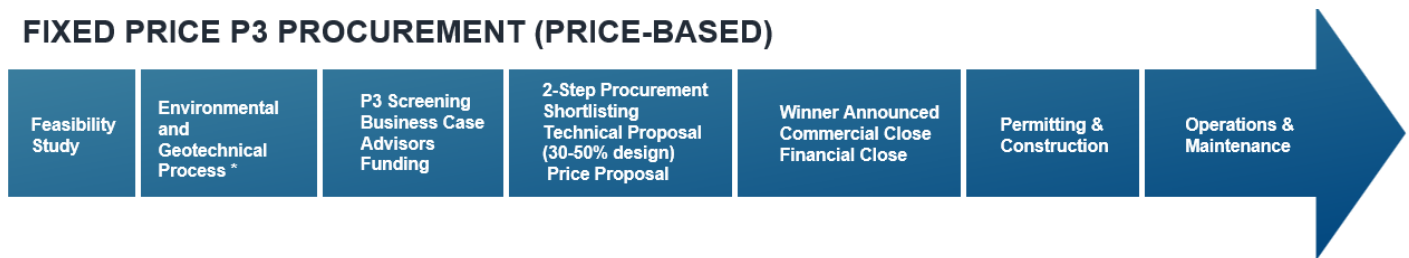 FIXED PRICE P3 PROCUREMENT (PRICE-BASED)
Feasibility
Study
Environmental
and
Geotechnical
Process *
P3 Screening
Business Case
Advisors
Funding
2-Step Procurement
Shortlisting
Technical Proposal
(30-50% design)
Price Proposal
Winner Announced
Commercial Close
Financial Close
Permitting &
Construction
Operations &
Maintenance